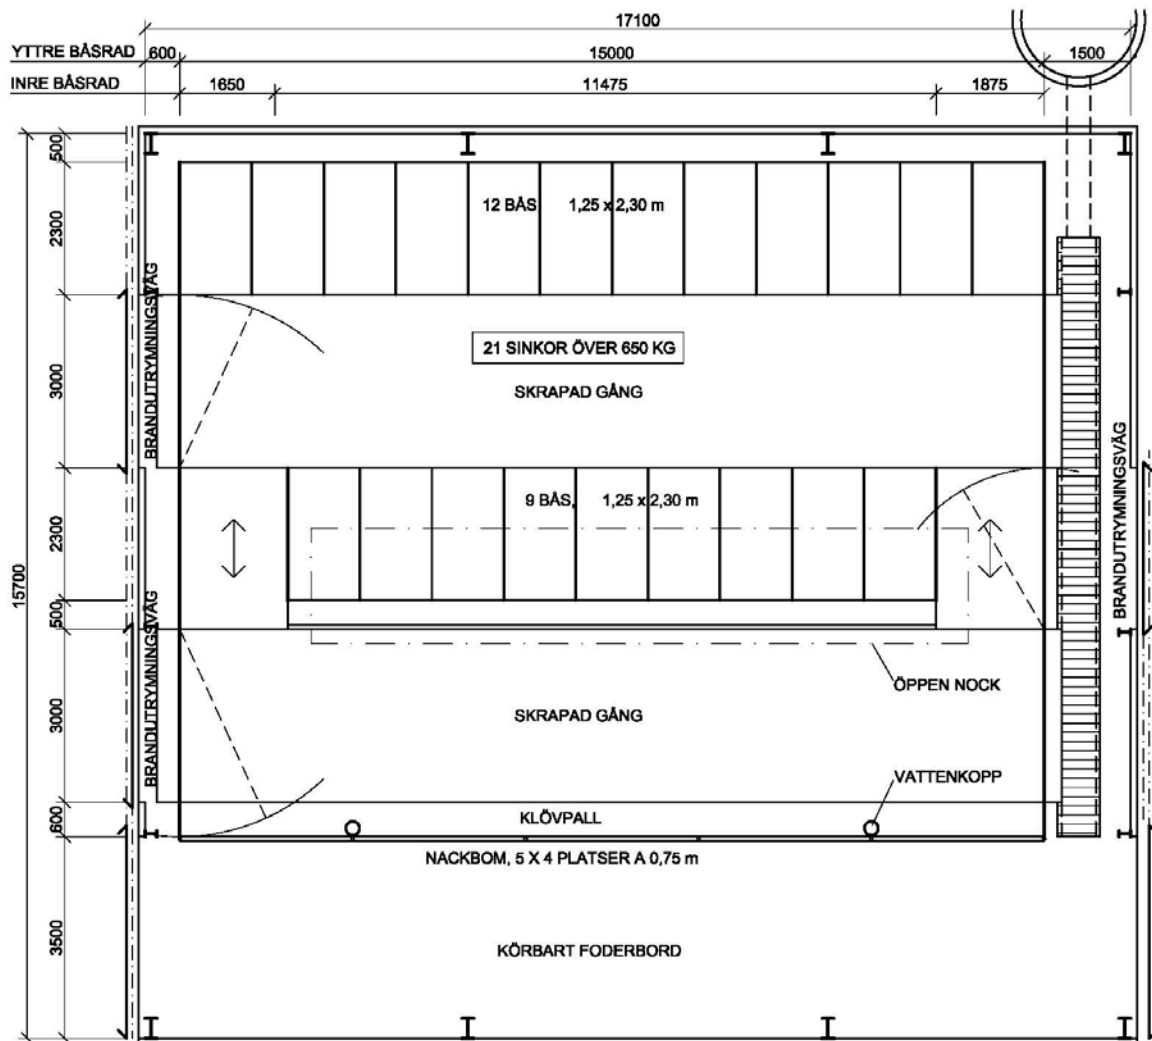 17100
YTTRE BÅSRAD 600 15000 1500
INRE BÅSRAD 1650 11475 1875
500
2300
12 BÅS 1,25 x 2,30 m
BRANDUTRYMNINGSVÄG
21 SINKOR ÖVER 650 KG
3000
SKRAPAD GÅNG
BRANDUTRYMNINGSVÄG
2300
9 BÅS, 1,25 x 2,30 m
15700
500
BRANDUTRYMNINGSVÄG
ÖPPEN NOCK
3000
SKRAPAD GÅNG
VATTENKOPP
600
KLÖVPALL
NACKBOM, 5 X 4 PLATSER A 0,75 m
3500
KÖRBART FODERBORD